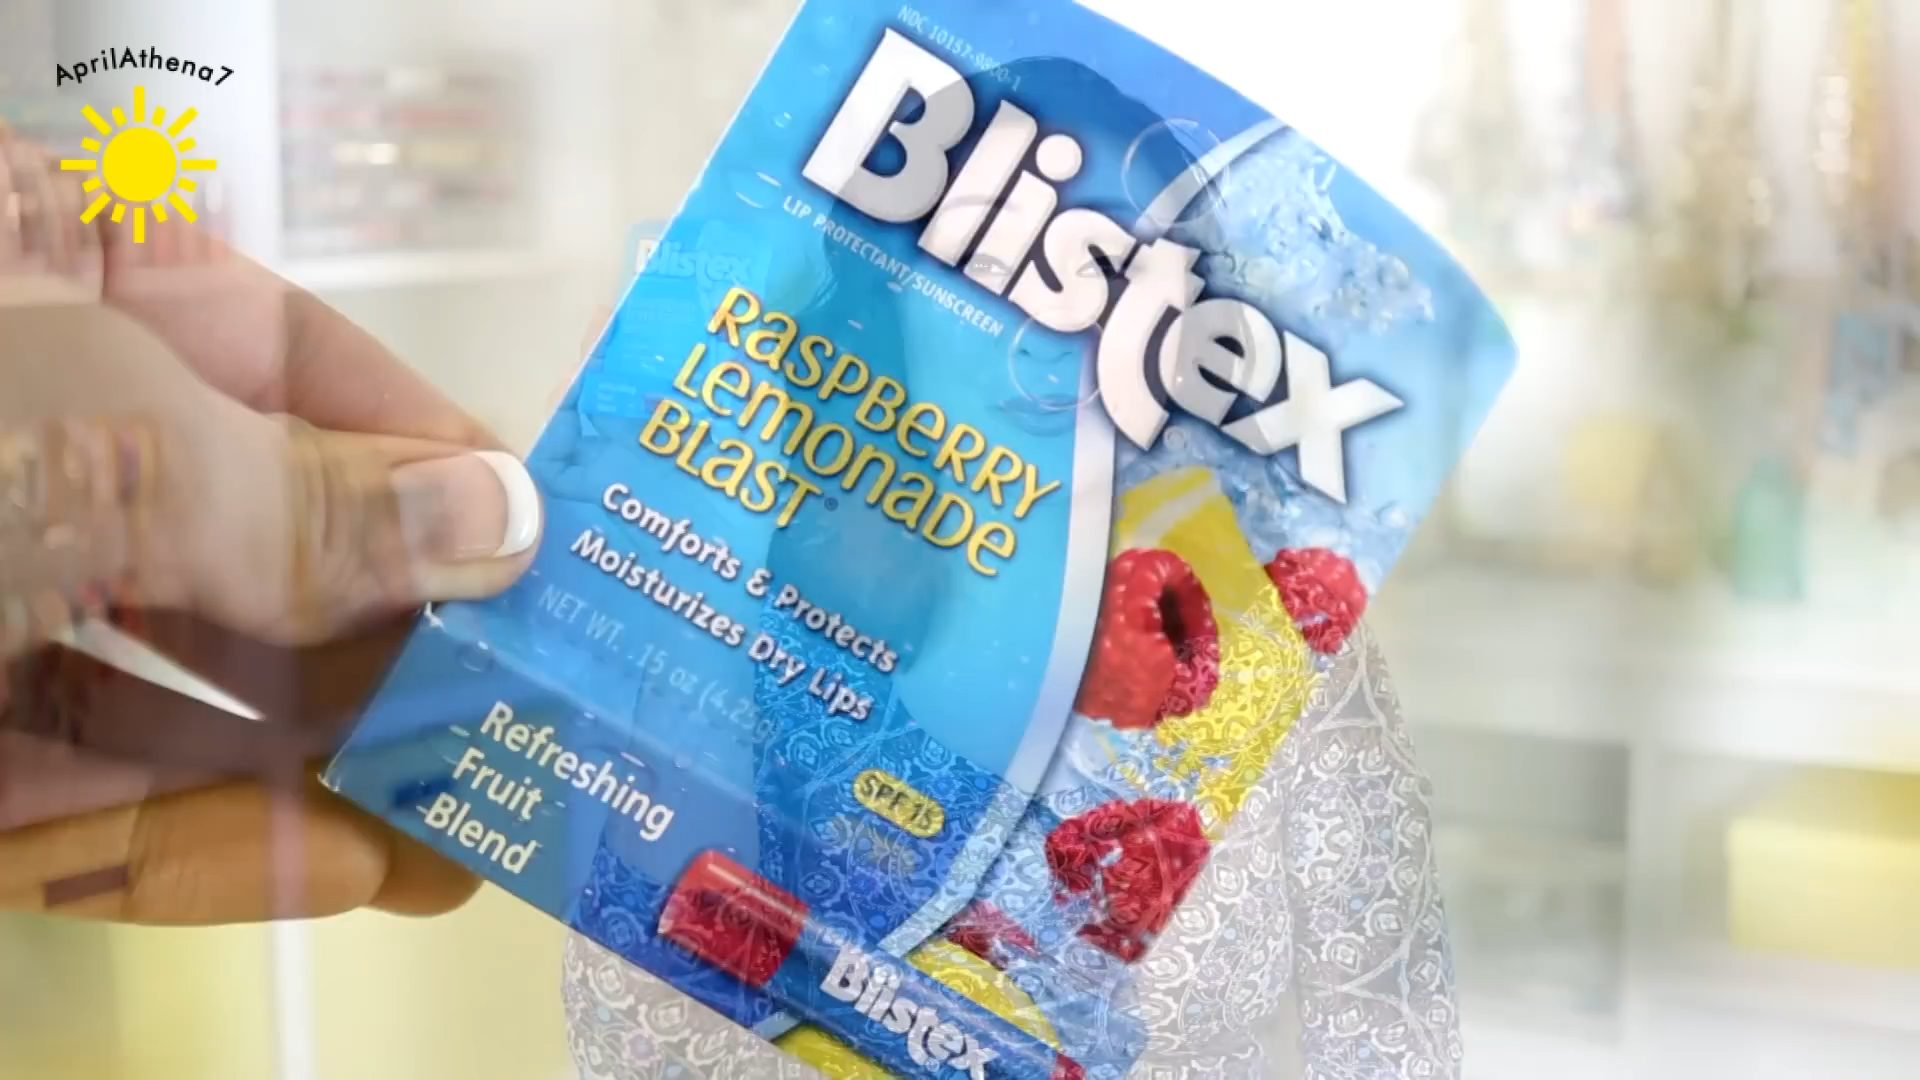 AprilAthena7
NDC 10157-9800-1
Blistex
LIP PROTECTANT/SUNSCREEN
Blistex
RASPBERRY
LEMONADE
BLAST®
Comforts & Protects
Moisturizes Dry Lips
NET WT. .15 oz (4.25g)
Refreshing
Fruit
Blend
SPF 15
Blistex